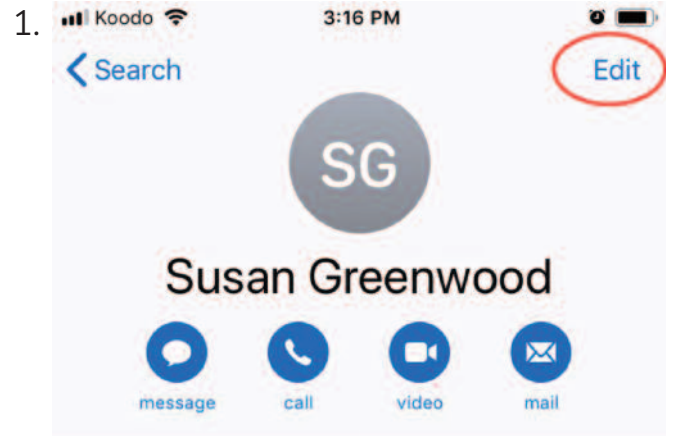 1.
Koodo 3:16 PM
Search Edit
SG
Susan Greenwood
message call video mail